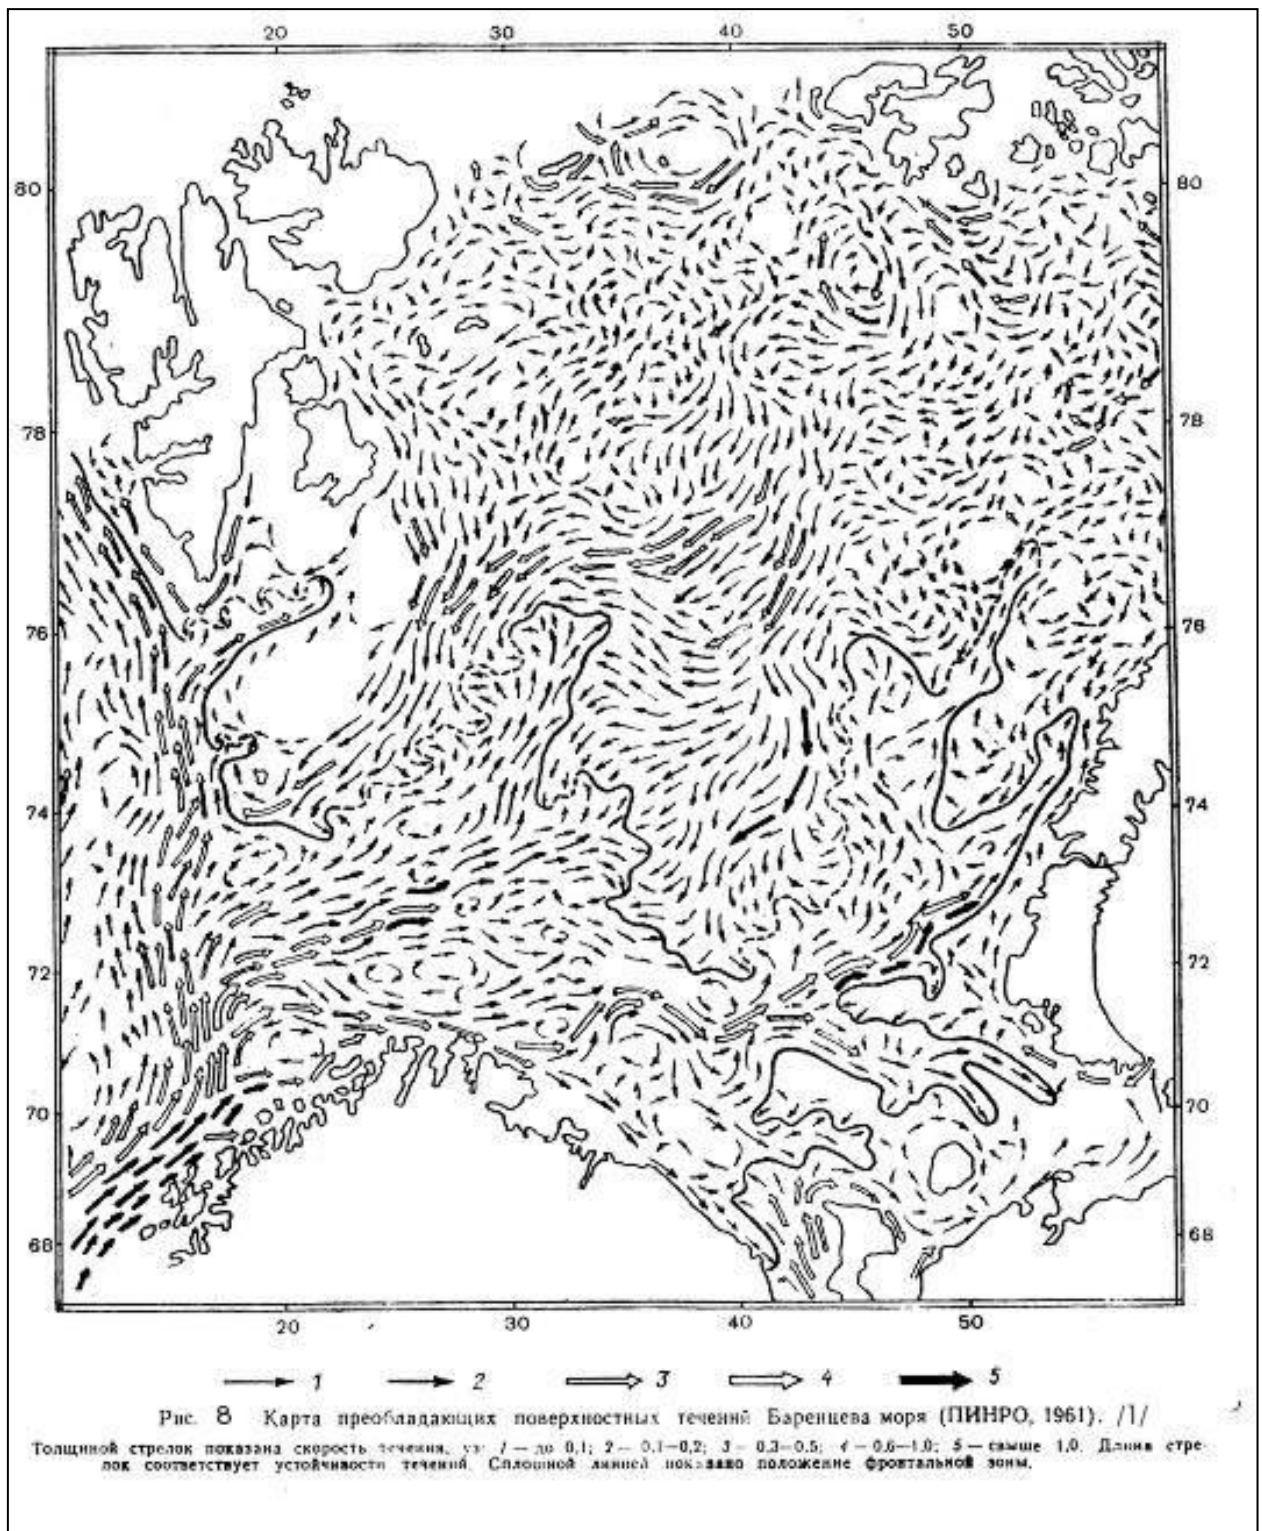 20 30 40 50
80 80
78 78
76 76
74 74
72 72
70 70
68 68
20 30 40 50
1 2 3 4 5
Рис. 8 Карта преобладающих поверхностных течений Баренцева моря (ПИНРО, 1961). /1/
Толщиной стрелок показана скорость течения, уз: 1 — до 0,1; 2 — 0,1—0,2; 3 — 0,3—0,5; 4 — 0,6—1,0; 5 — свыше 1,0. Длина стре-
лок соответствует устойчивости течений. Сплошной линией показано положение фронтальной зоны.